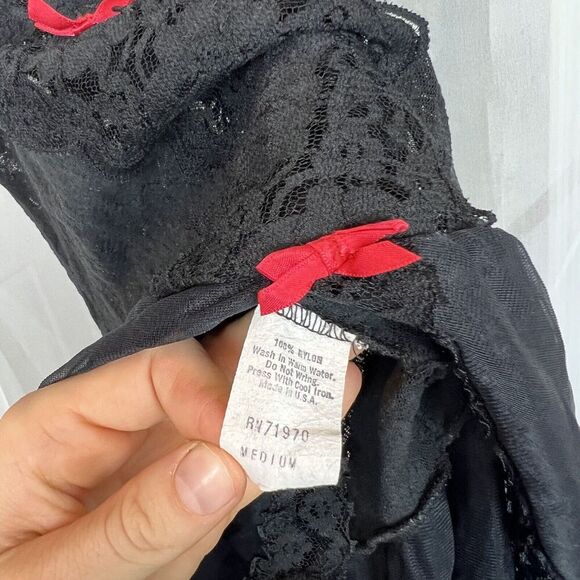 100% NYLON
Wash in Warm Water.
Do Not Wring.
Press With Cool Iron.
Made in U.S.A.
RN71970
MEDIUM